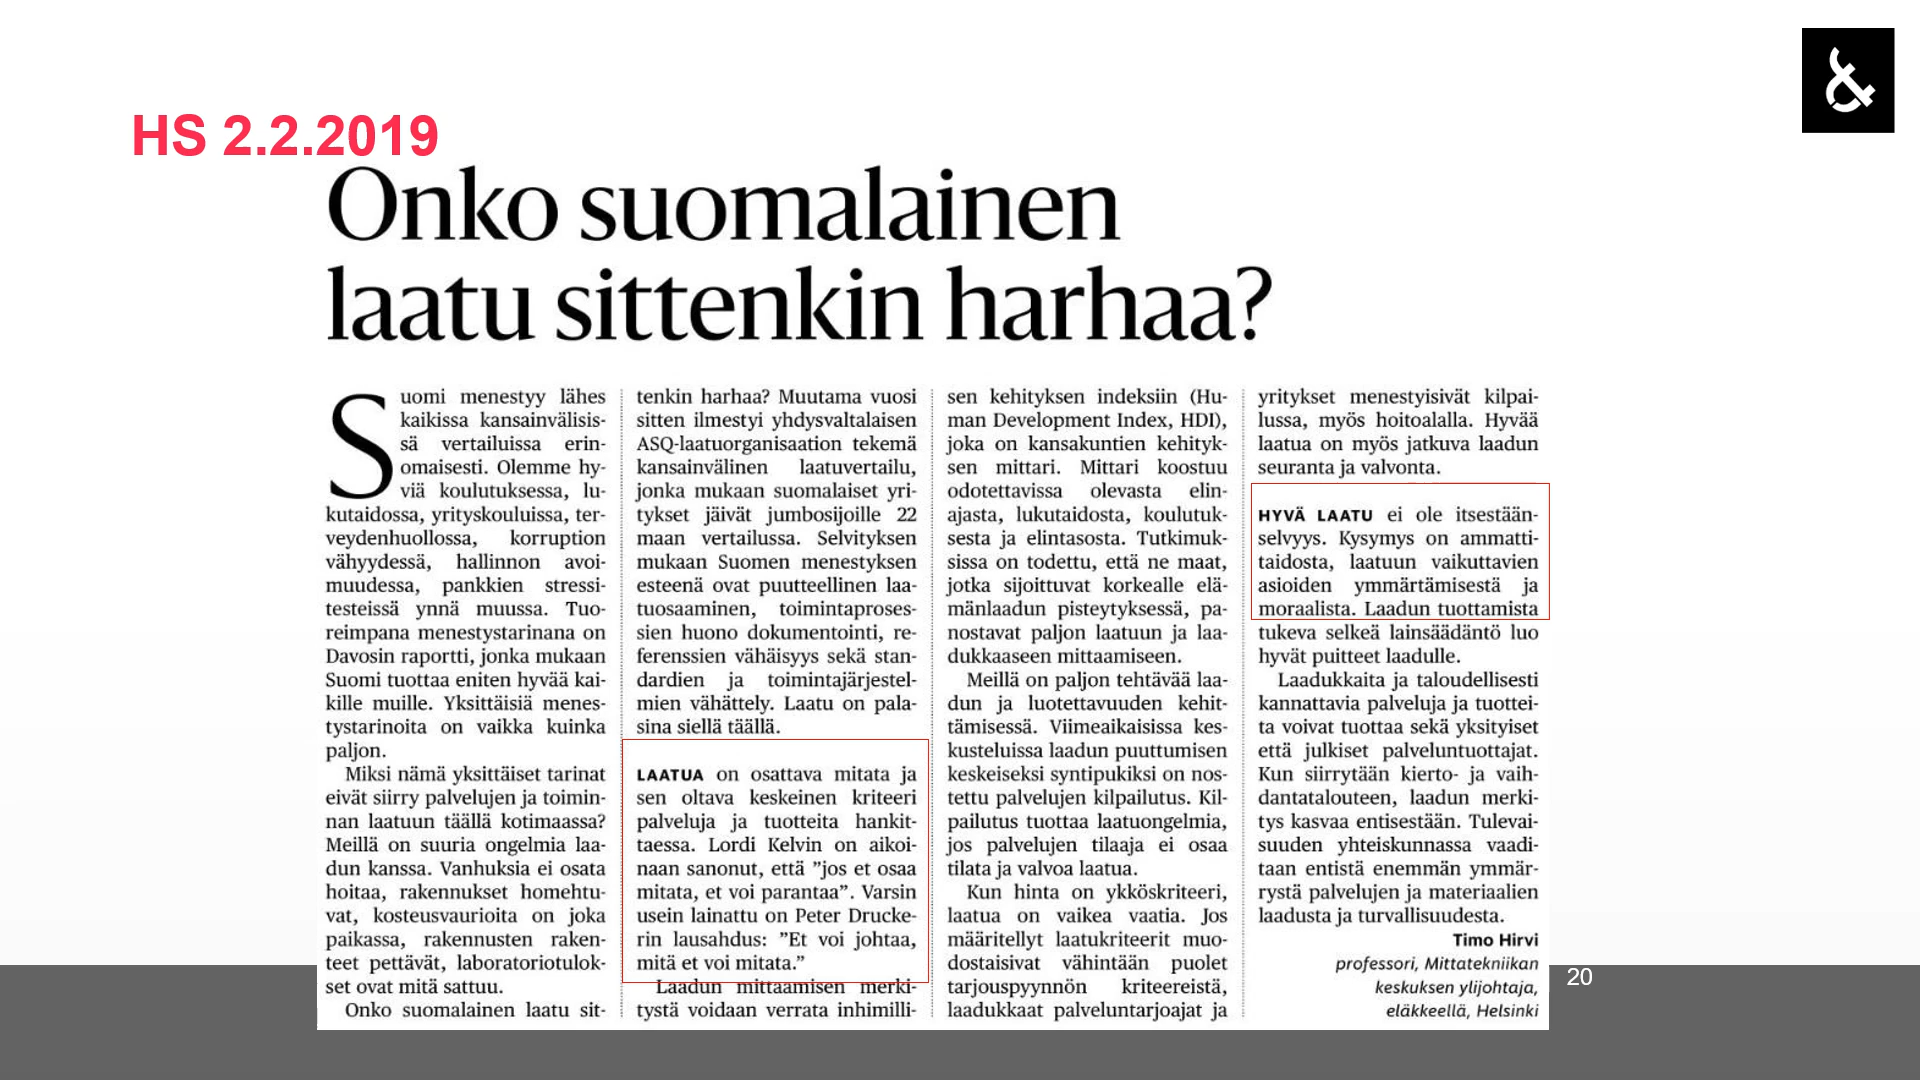 &
HS 2.2.2019
Onko suomalainen
laatu sittenkin harhaa?
Suomi menestyy lähes
kaikissa kansainvälisis-
sä vertailuissa erin-
omaisesti. Olemme hy-
viä koulutuksessa, lu-
kutaidossa, yrityskouluissa, ter-
veydenhuollossa, korruption
vähyydessä, hallinnon avoi-
muudessa, pankkien stressi-
testeissä ynnä muussa. Tuo-
reimpana menestystarinana on
Davosin raportti, jonka mukaan
Suomi tuottaa eniten hyvää kai-
kille muille. Yksittäisiä menes-
tystarinoita on vaikka kuinka
paljon.
Miksi nämä yksittäiset tarinat
eivät siirry palvelujen ja toimin-
nan laatuun täällä kotimaassa?
Meillä on suuria ongelmia laa-
dun kanssa. Vanhuksia ei osata
hoitaa, rakennukset homehtu-
vat, kosteusvaurioita on joka
paikassa, rakennusten raken-
teet pettävät, laboratoriotulok-
set ovat mitä sattuu.
Onko suomalainen laatu sit-
tenkin harhaa? Muutama vuosi
sitten ilmestyi yhdysvaltalaisen
ASQ-laatuorganisaation tekemä
kansainvälinen laatuvertailu,
jonka mukaan suomalaiset yri-
tykset jäivät jumbosijoille 22
maan vertailussa. Selvityksen
mukaan Suomen menestyksen
esteenä ovat puutteellinen laa-
tuosaaminen, toimintaproses-
sien huono dokumentointi, re-
ferenssien vähäisyys sekä stan-
dardien ja toimintajärjestel-
mien vähättely. Laatu on pala-
sina siellä täällä.
LAATUA on osattava mitata ja
sen oltava keskeinen kriteeri
palveluja ja tuotteita hankit-
taessa. Lordi Kelvin on aikoi-
naan sanonut, että ”jos et osaa
mitata, et voi parantaa”. Varsin
usein lainattu on Peter Drucke-
rin lausahdus: ”Et voi johtaa,
mitä et voi mitata.”
Laadun mittaamisen merki-
tystä voidaan verrata inhimilli-
sen kehityksen indeksiin (Hu-
man Development Index, HDI),
joka on kansakuntien kehityk-
sen mittari. Mittari koostuu
odotettavissa olevasta elin-
ajasta, lukutaidosta, koulutuk-
sesta ja elintasosta. Tutkimuk-
sissa on todettu, että ne maat,
jotka sijoittuvat korkealle elä-
mänlaadun pisteytyksessä, pa-
nostavat paljon laatuun ja laa-
dukkaaseen mittaamiseen.
Meillä on paljon tehtävää laa-
dun ja luotettavuuden kehit-
tämisessä. Viimeaikaisissa kes-
kusteluissa laadun puuttumisen
keskeiseksi syntipukiksi on nos-
tettu palvelujen kilpailutus. Kil-
pailutus tuottaa laatuongelmia,
jos palvelujen tilaaja ei osaa
tilata ja valvoa laatua.
Kun hinta on ykköskriteeri,
laatua on vaikea vaatia. Jos
määritellyt laatukriteerit muo-
dostaisivat vähintään puolet
tarjouspyynnön kriteereistä,
laadukkaat palveluntarjoajat ja
yritykset menestyisivät kilpai-
lussa, myös hoitoalalla. Hyvää
laatua on myös jatkuva laadun
seuranta ja valvonta.
HYVÄ LAATU ei ole itsestään-
selvyys. Kysymys on ammatti-
taidosta, laatuun vaikuttavien
asioiden ymmärtämisestä ja
moraalista. Laadun tuottamista
tukeva selkeä lainsäädäntö luo
hyvät puitteet laadulle.
Laadukkaita ja taloudellisesti
kannattavia palveluja ja tuottei-
ta voivat tuottaa sekä yksityiset
että julkiset palveluntuottajat.
Kun siirrytään kierto- ja vaih-
dantatalouteen, laadun merki-
tys kasvaa entisestään. Tulevai-
suuden yhteiskunnassa vaadi-
taan entistä enemmän ymmär-
rystä palvelujen ja materiaalien
laadusta ja turvallisuudesta.
Timo Hirvi
professori, Mittatekniikan
keskuksen ylijohtaja,
eläkkeellä, Helsinki
20